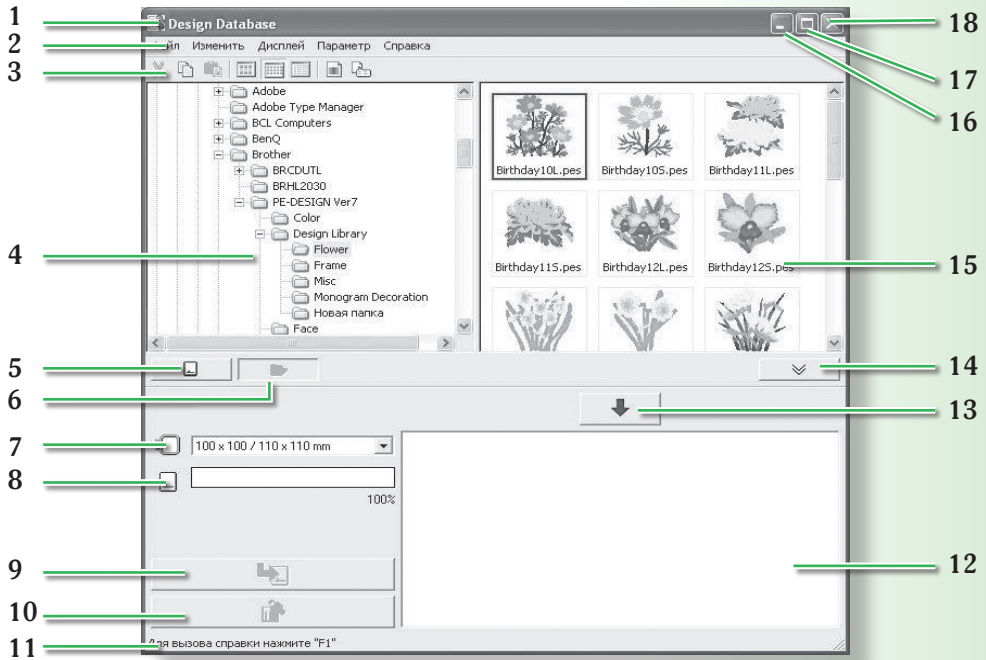 1
Design Database
18
2
Файл Изменить Дисплей Параметр Справка
3
17
16
Adobe
Adobe Type Manager
BCL Computers
BenQ
Brother
BRCDUTL
BRHL2030
PE-DESIGN Ver7
Color
Design Library
Flower
Frame
Misc
Monogram Decoration
Новая папка
Face
Birthday10L.pes Birthday10S.pes Birthday11L.pes
Birthday11S.pes Birthday12L.pes Birthday12S.pes
4
15
5
14
6
13
7
100 x 100 / 110 x 110 mm
8
100%
9
12
10
11
Для вызова справки нажмите "F1"